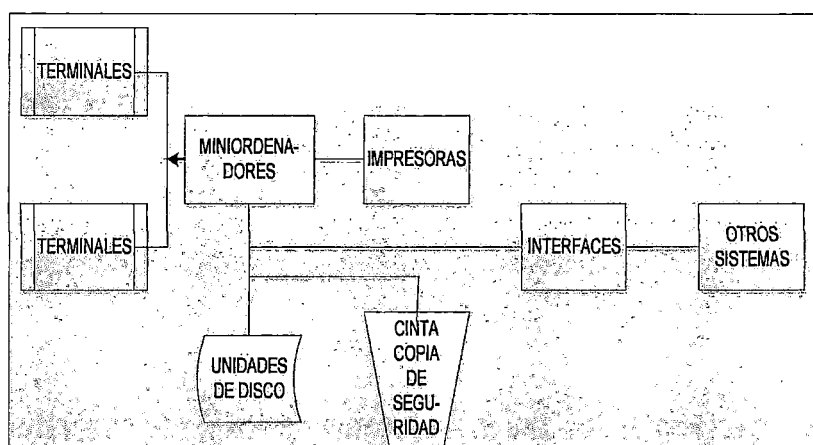 TERMINALES
MINIORDENA-
DORES
IMPRESORAS
TERMINALES
INTERFACES
OTROS
SISTEMAS
UNIDADES
DE DISCO
CINTA
COPIA
DE
SEGU-
RIDAD